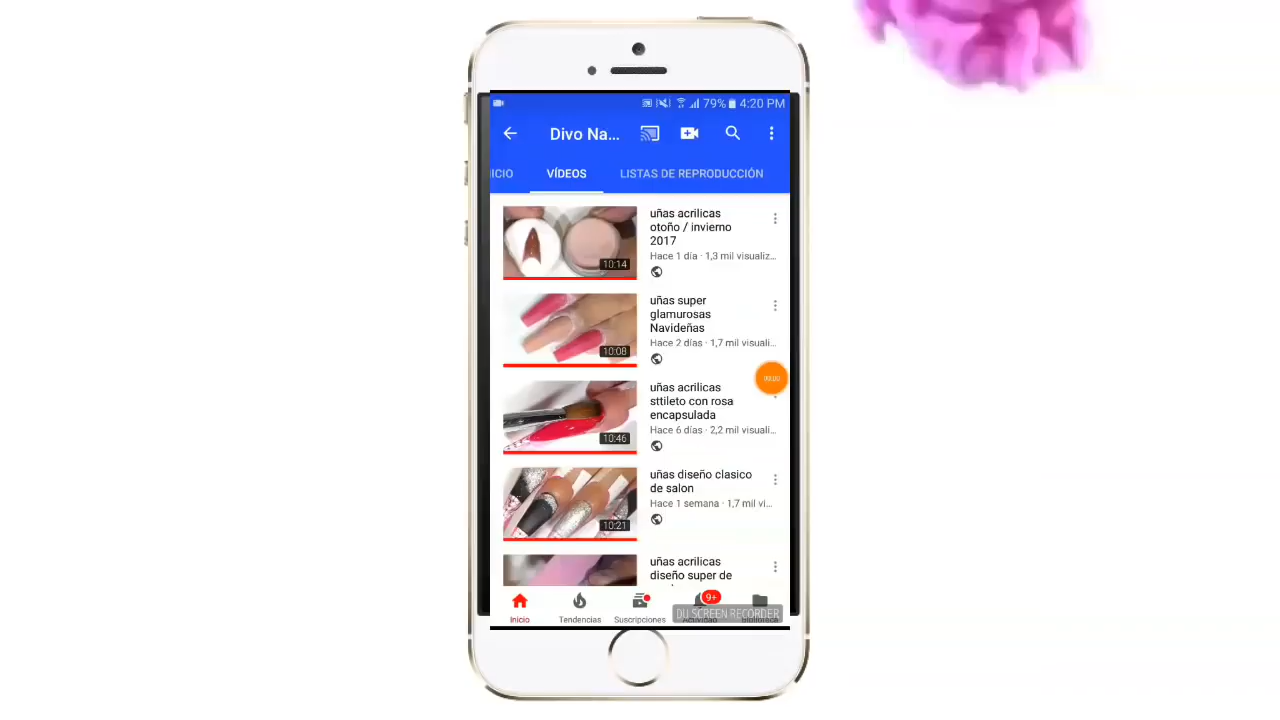 79% 4:20 PM
Divo Na...
ICIO VÍDEOS LISTAS DE REPRODUCCIÓN
uñas acrilicas
otoño / invierno
2017
Hace 1 día · 1,3 mil visualiz...
10:14
uñas super
glamurosas
Navideñas
Hace 2 días · 1,7 mil visuali...
10:08
00:00
uñas acrilicas
sttileto con rosa
encapsulada
Hace 6 días · 2,2 mil visuali...
10:46
uñas diseño clasico
de salon
Hace 1 semana · 1,7 mil vi...
10:21
uñas acrilicas
diseño super de
9+
DU SCREEN RECORDER
Inicio Tendencias Suscripciones Actividad Biblioteca